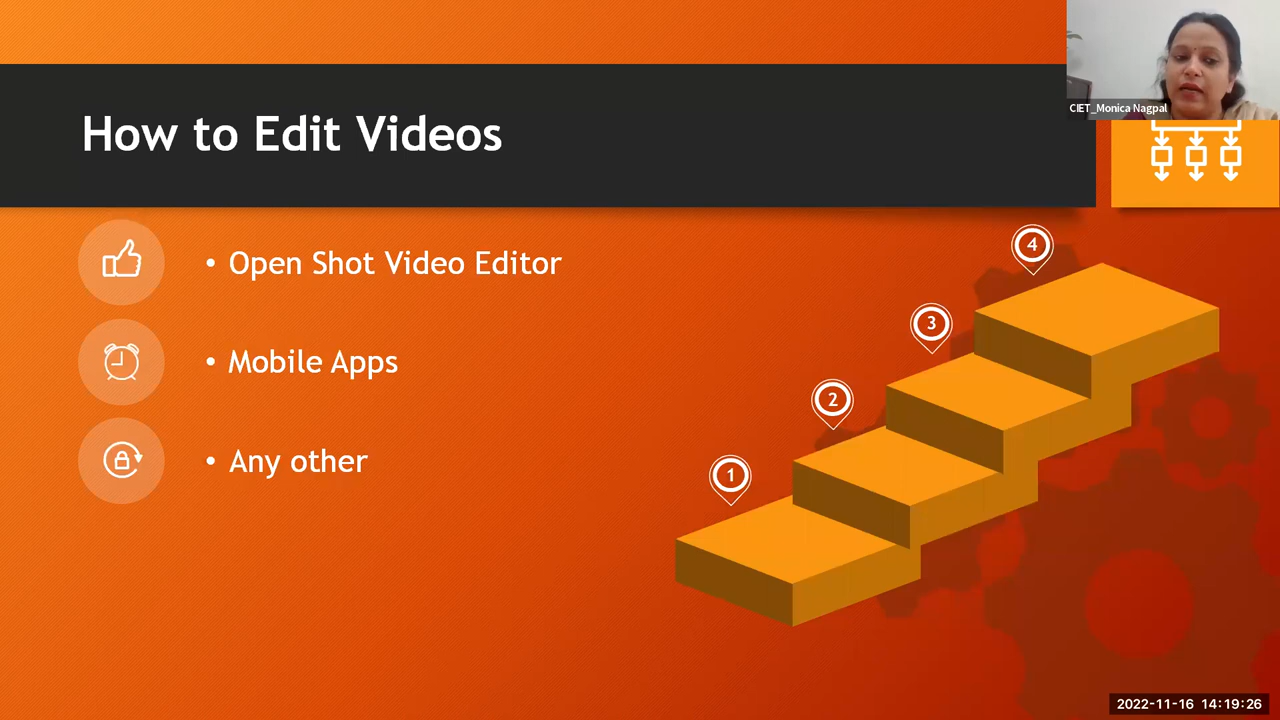 CIET_Monica Nagpal
How to Edit Videos
• Open Shot Video Editor
• Mobile Apps
• Any other
4
3
2
1
2022-11-16 14:19:26